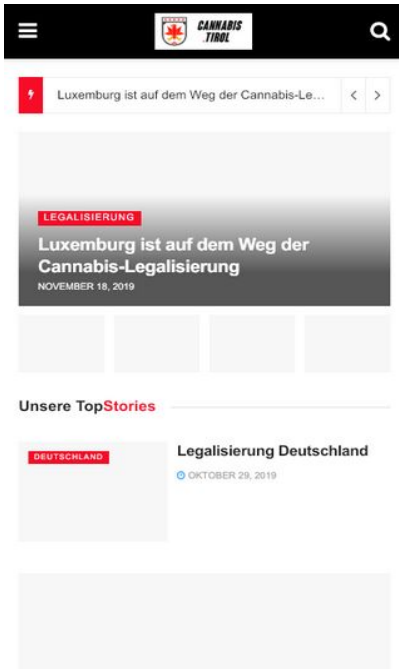 CANNABIS
.TIROL
Luxemburg ist auf dem Weg der Cannabis-Le...
LEGALISIERUNG
Luxemburg ist auf dem Weg der
Cannabis-Legalisierung
NOVEMBER 18, 2019
Unsere TopStories
DEUTSCHLAND
Legalisierung Deutschland
OKTOBER 29, 2019